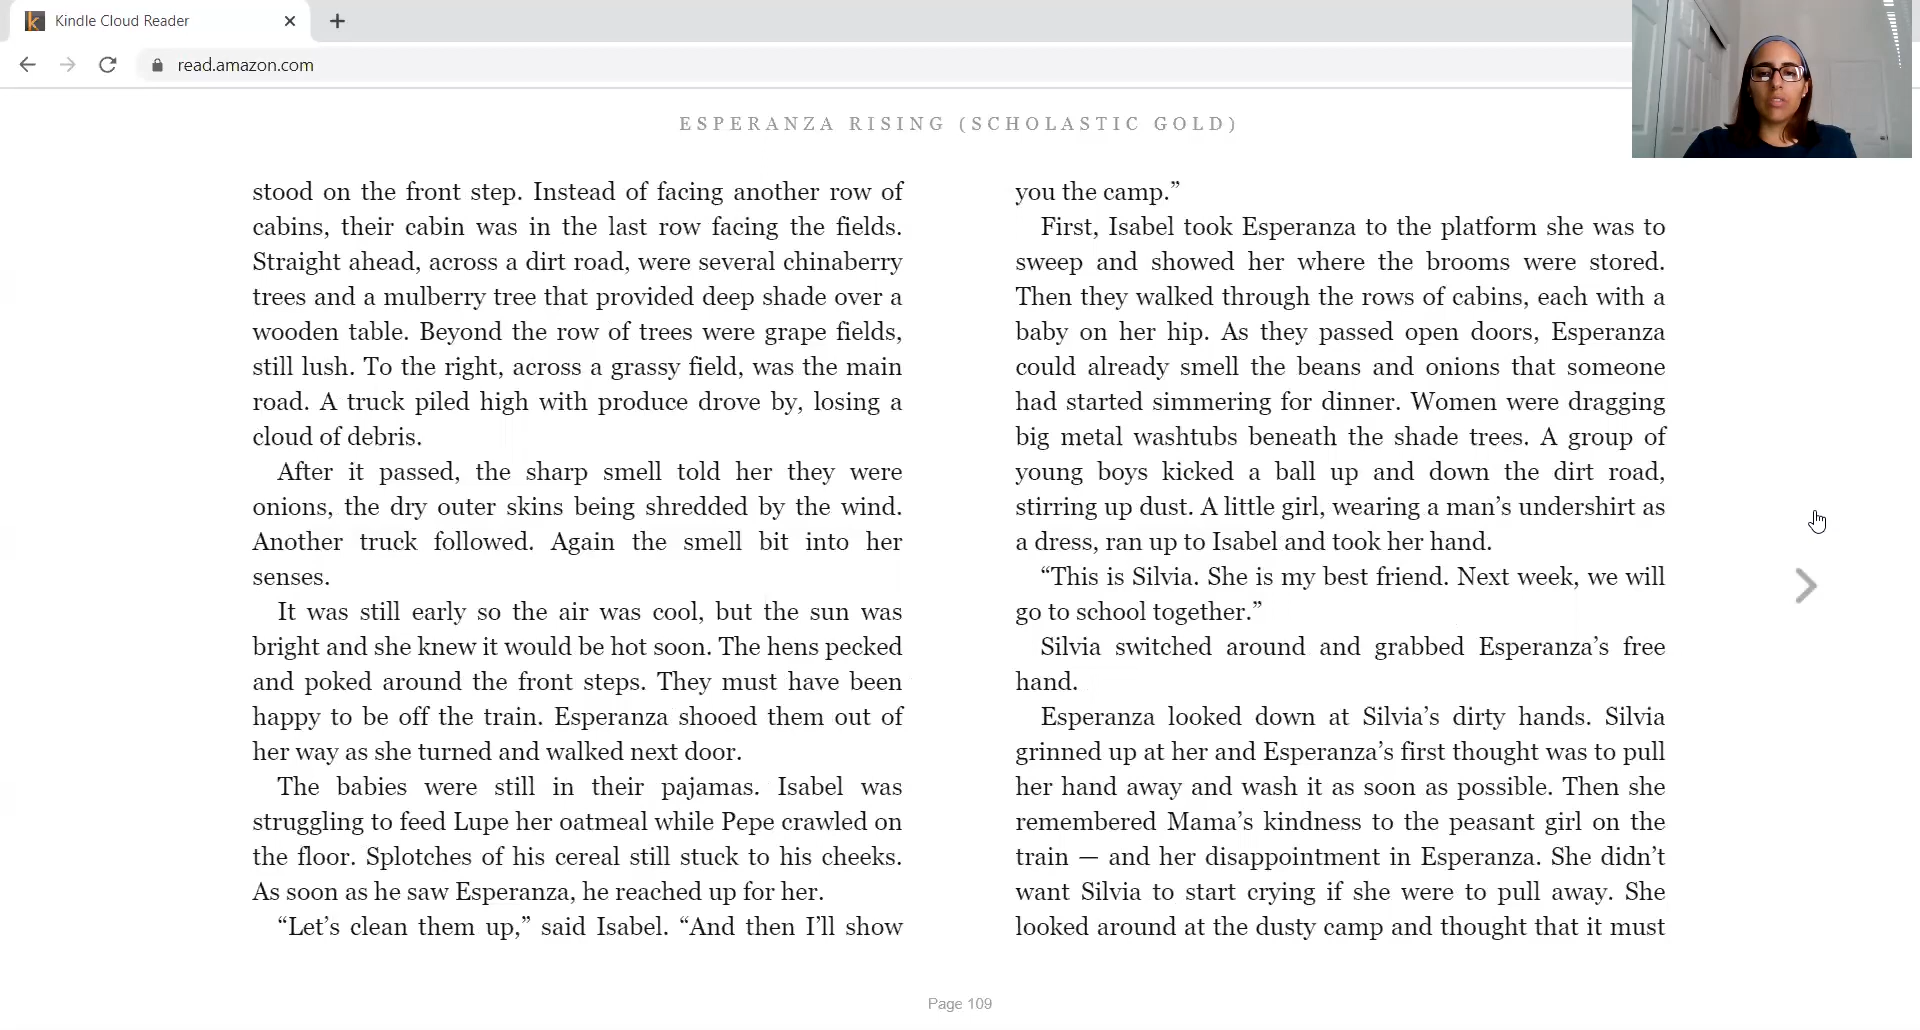 Kindle Cloud Reader
read.amazon.com
ESPERANZA RISING (SCHOLASTIC GOLD)
stood on the front step. Instead of facing another row of
cabins, their cabin was in the last row facing the fields.
Straight ahead, across a dirt road, were several chinaberry
trees and a mulberry tree that provided deep shade over a
wooden table. Beyond the row of trees were grape fields,
still lush. To the right, across a grassy field, was the main
road. A truck piled high with produce drove by, losing a
cloud of debris.
After it passed, the sharp smell told her they were
onions, the dry outer skins being shredded by the wind.
Another truck followed. Again the smell bit into her
senses.
It was still early so the air was cool, but the sun was
bright and she knew it would be hot soon. The hens pecked
and poked around the front steps. They must have been
happy to be off the train. Esperanza shooed them out of
her way as she turned and walked next door.
The babies were still in their pajamas. Isabel was
struggling to feed Lupe her oatmeal while Pepe crawled on
the floor. Splotches of his cereal still stuck to his cheeks.
As soon as he saw Esperanza, he reached up for her.
“Let’s clean them up,” said Isabel. “And then I’ll show
you the camp.”
First, Isabel took Esperanza to the platform she was to
sweep and showed her where the brooms were stored.
Then they walked through the rows of cabins, each with a
baby on her hip. As they passed open doors, Esperanza
could already smell the beans and onions that someone
had started simmering for dinner. Women were dragging
big metal washtubs beneath the shade trees. A group of
young boys kicked a ball up and down the dirt road,
stirring up dust. A little girl, wearing a man’s undershirt as
a dress, ran up to Isabel and took her hand.
“This is Silvia. She is my best friend. Next week, we will
go to school together.”
Silvia switched around and grabbed Esperanza’s free
hand.
Esperanza looked down at Silvia’s dirty hands. Silvia
grinned up at her and Esperanza’s first thought was to pull
her hand away and wash it as soon as possible. Then she
remembered Mama’s kindness to the peasant girl on the
train — and her disappointment in Esperanza. She didn’t
want Silvia to start crying if she were to pull away. She
looked around at the dusty camp and thought that it must
Page 109